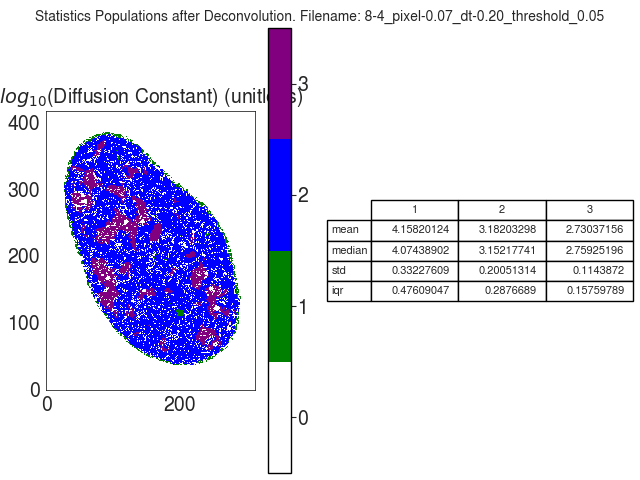 Statistics Populations after Deconvolution. Filename: 8-4_pixel-0.07_dt-0.20_threshold_0.05
log10(Diffusion Constant) (unitless)
400
300
200
100
0
0 200
3
2
1
0
1 2 3
mean 4.15820124 3.18203298 2.73037156
median 4.07438902 3.15217741 2.75925196
std 0.33227609 0.20051314 0.1143872
iqr 0.47609047 0.2876689 0.15759789